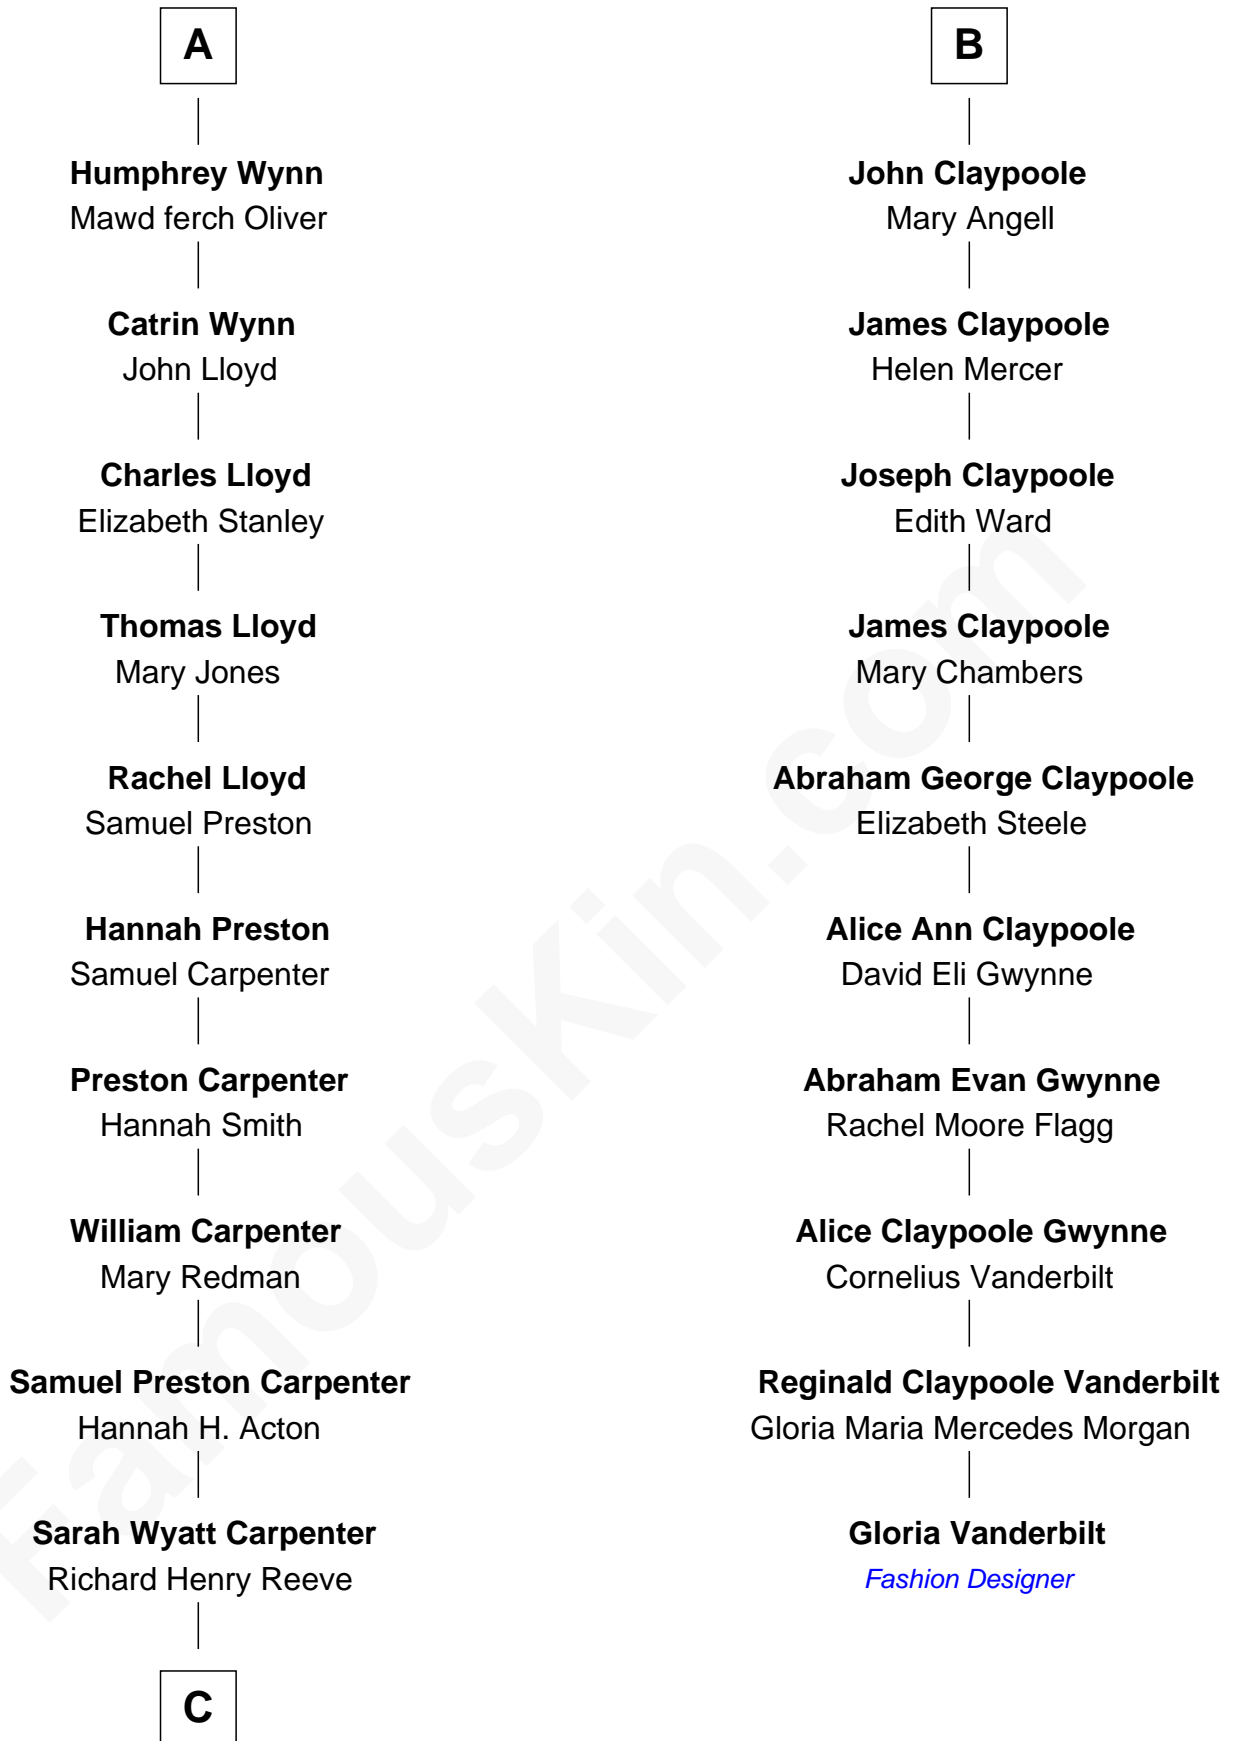 A
Humphrey Wynn
Mawd ferch Oliver
Catrin Wynn
John Lloyd
Charles Lloyd
Elizabeth Stanley
Thomas Lloyd
Mary Jones
Rachel Lloyd
Samuel Preston
Hannah Preston
Samuel Carpenter
Preston Carpenter
Hannah Smith
William Carpenter
Mary Redman
Samuel Preston Carpenter
Hannah H. Acton
Sarah Wyatt Carpenter
Richard Henry Reeve
C
B
John Claypoole
Mary Angell
James Claypoole
Helen Mercer
Joseph Claypoole
Edith Ward
James Claypoole
Mary Chambers
Abraham George Claypoole
Elizabeth Steele
Alice Ann Claypoole
David Eli Gwynne
Abraham Evan Gwynne
Rachel Moore Flagg
Alice Claypoole Gwynne
Cornelius Vanderbilt
Reginald Claypoole Vanderbilt
Gloria Maria Mercedes Morgan
Gloria Vanderbilt
Fashion Designer
FamousKin.com